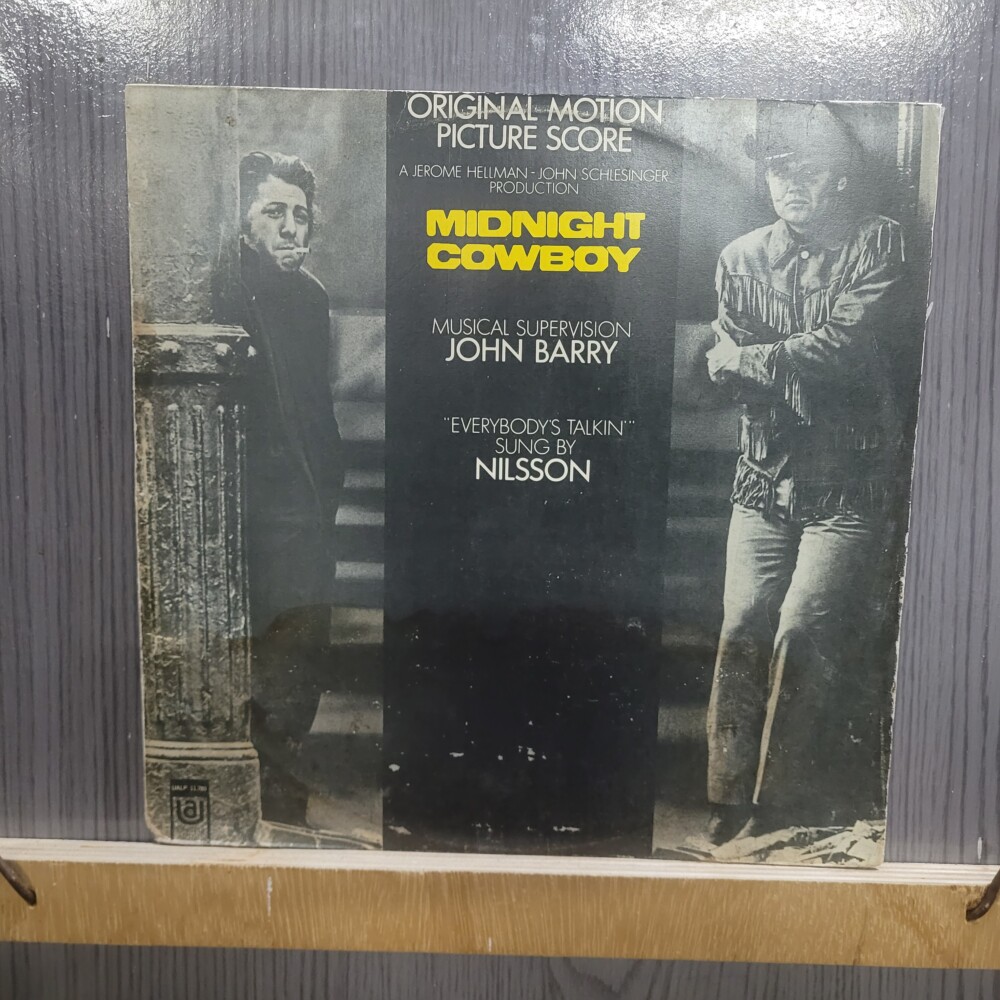 ORIGINAL MOTION
PICTURE SCORE
A JEROME HELLMAN - JOHN SCHLESINGER
PRODUCTION
MIDNIGHT
COWBOY
MUSICAL SUPERVISION
JOHN BARRY
"EVERYBODY'S TALKIN'"
SUNG BY
NILSSON